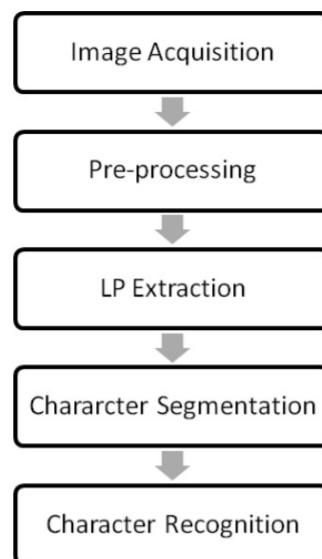 Image Acquisition
Pre-processing
LP Extraction
Chararcter Segmentation
Character Recognition